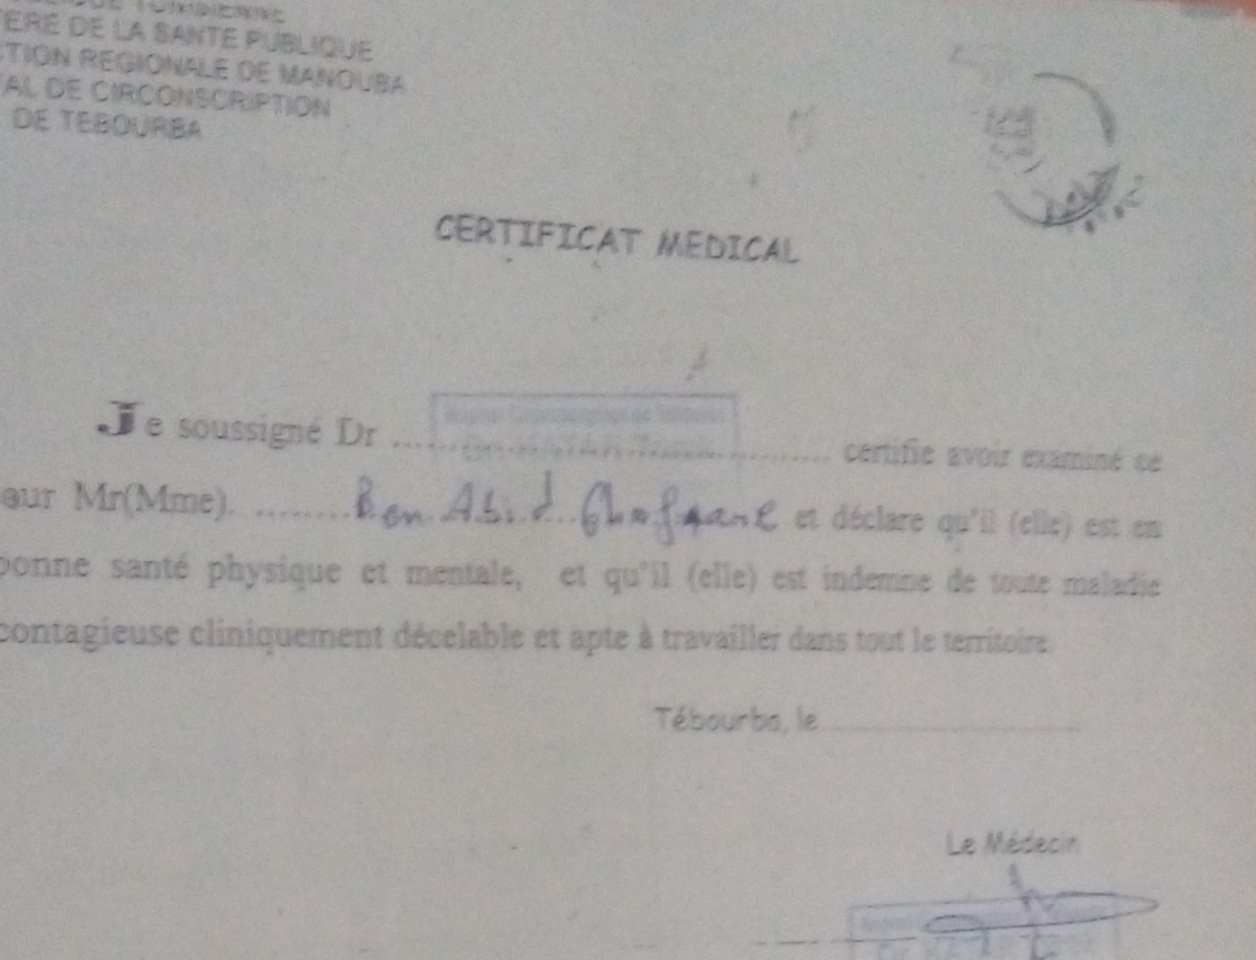 TUNISIENNE
ERE DE LA SANTE PUBLIQUE
TION REGIONALE DE MANOUBA
AL DE CIRCONSCRIPTION
DE TEBOURBA
CERTIFICAT MEDICAL
Je soussigné Dr .......... certifie avoir examiné ce
our Mr(Mme). ........ Ben Abid Ghofrane et déclare qu'il (elle) est en
bonne santé physique et mentale, et qu'il (elle) est indemne de toute maladie
contagieuse cliniquement décelable et apte à travailler dans tout le territoire.
Tébourba, le
Le Médecin